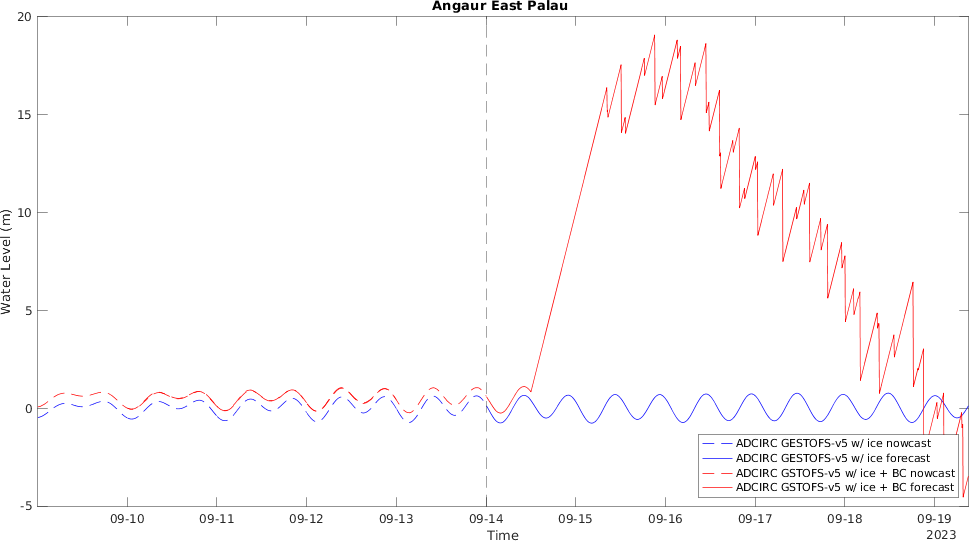 Angaur East Palau
20
15
10
5
0
-5
Water Level (m)
ADCIRC GESTOFS-v5 w/ ice nowcast
ADCIRC GESTOFS-v5 w/ ice forecast
ADCIRC GSTOFS-v5 w/ ice + BC nowcast
ADCIRC GSTOFS-v5 w/ ice + BC forecast
09-10 09-11 09-12 09-13 09-14 09-15 09-16 09-17 09-18 09-19
Time 2023